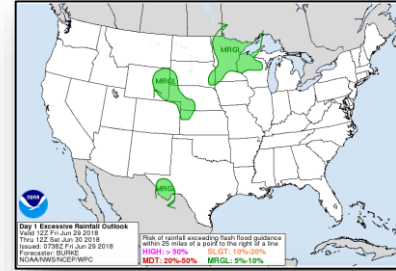 MRGL
MRGL
MRGL
NOAA
Day 1 Excessive Rainfall Outlook
Valid 12Z Fri Jun 29 2018
Thru 12Z Sat Jun 30 2018
Issued: 0738Z Fri Jun 29 2018
Forecaster: BURKE
NOAA/NWS/NCEP/WPC
Risk of rainfall exceeding flash flood guidance
within 25 miles of a point to the right of a line
HIGH: > 50% SLGT: 10%-20%
MDT: 20%-50% MRGL: 5%-10%